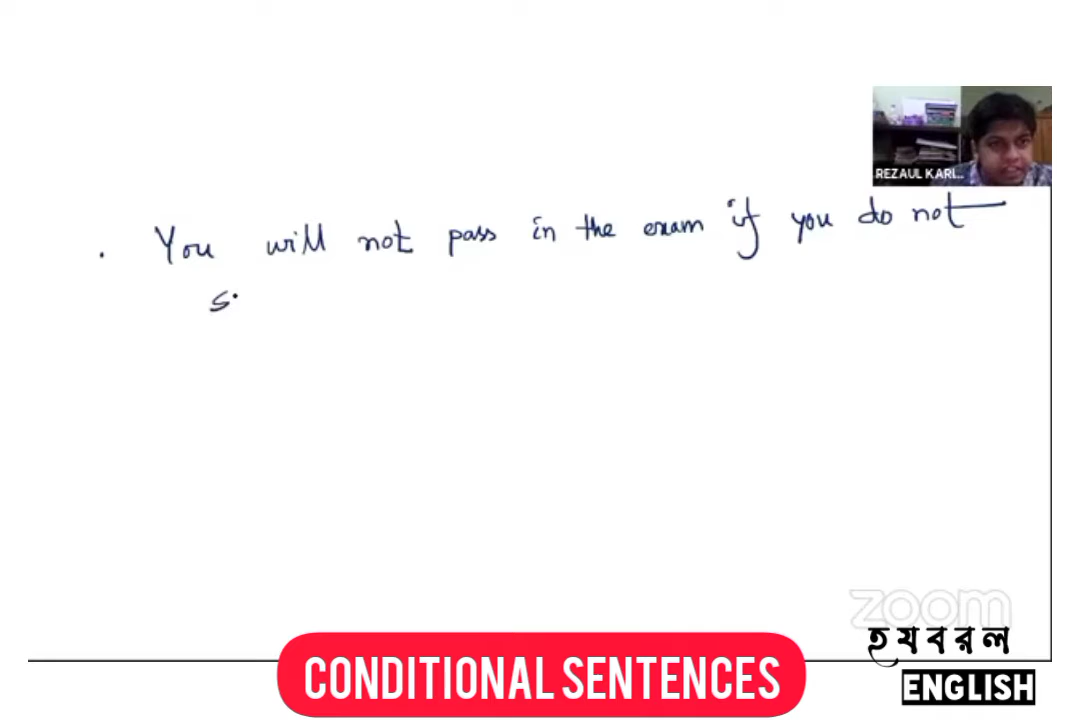 REZAUL KARI...
. You will not pass in the exam if you do not
s
zoom
হযবরল
CONDITIONAL SENTENCES
ENGLISH